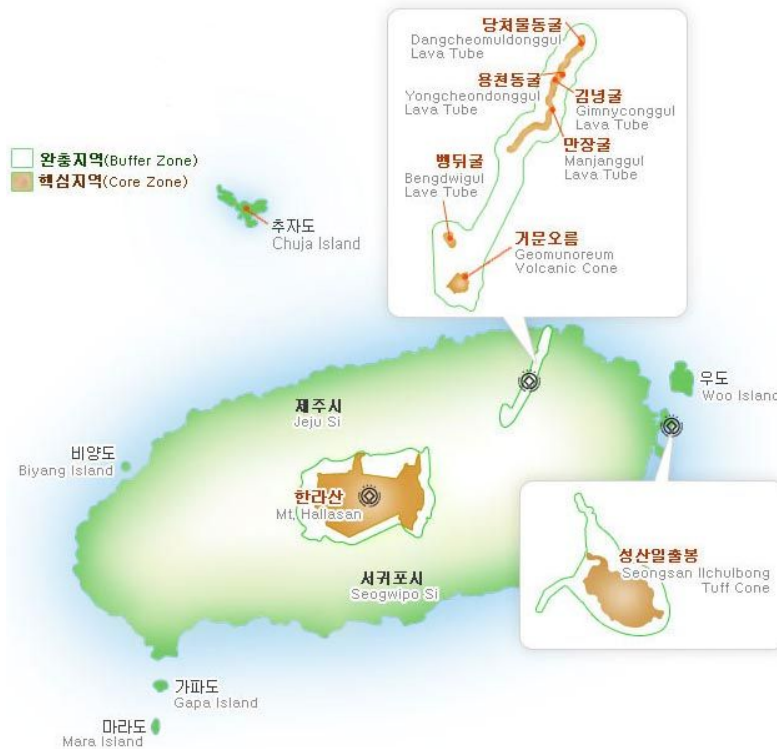 당처물동굴
Dangcheomuldonggul
Lava Tube
용천동굴
Yongcheondonggul
Lava Tube
김녕굴
Gimnyconggul
Lava Tube
만장굴
Manjanggul
Lava Tube
벵뒤굴
Bengdwigul
Lave Tube
거문오름
Geomunoreum
Volcanic Cone
완충지역(Buffer Zone)
핵심지역(Core Zone)
추자도
Chuja Island
우도
Woo Island
제주시
Jeju Si
비양도
Biyang Island
한라산
Mt. Hallasan
성산일출봉
Seongsan Ilchulbong
Tuff Cone
서귀포시
Seogwipo Si
가파도
Gapa Island
마라도
Mara Island